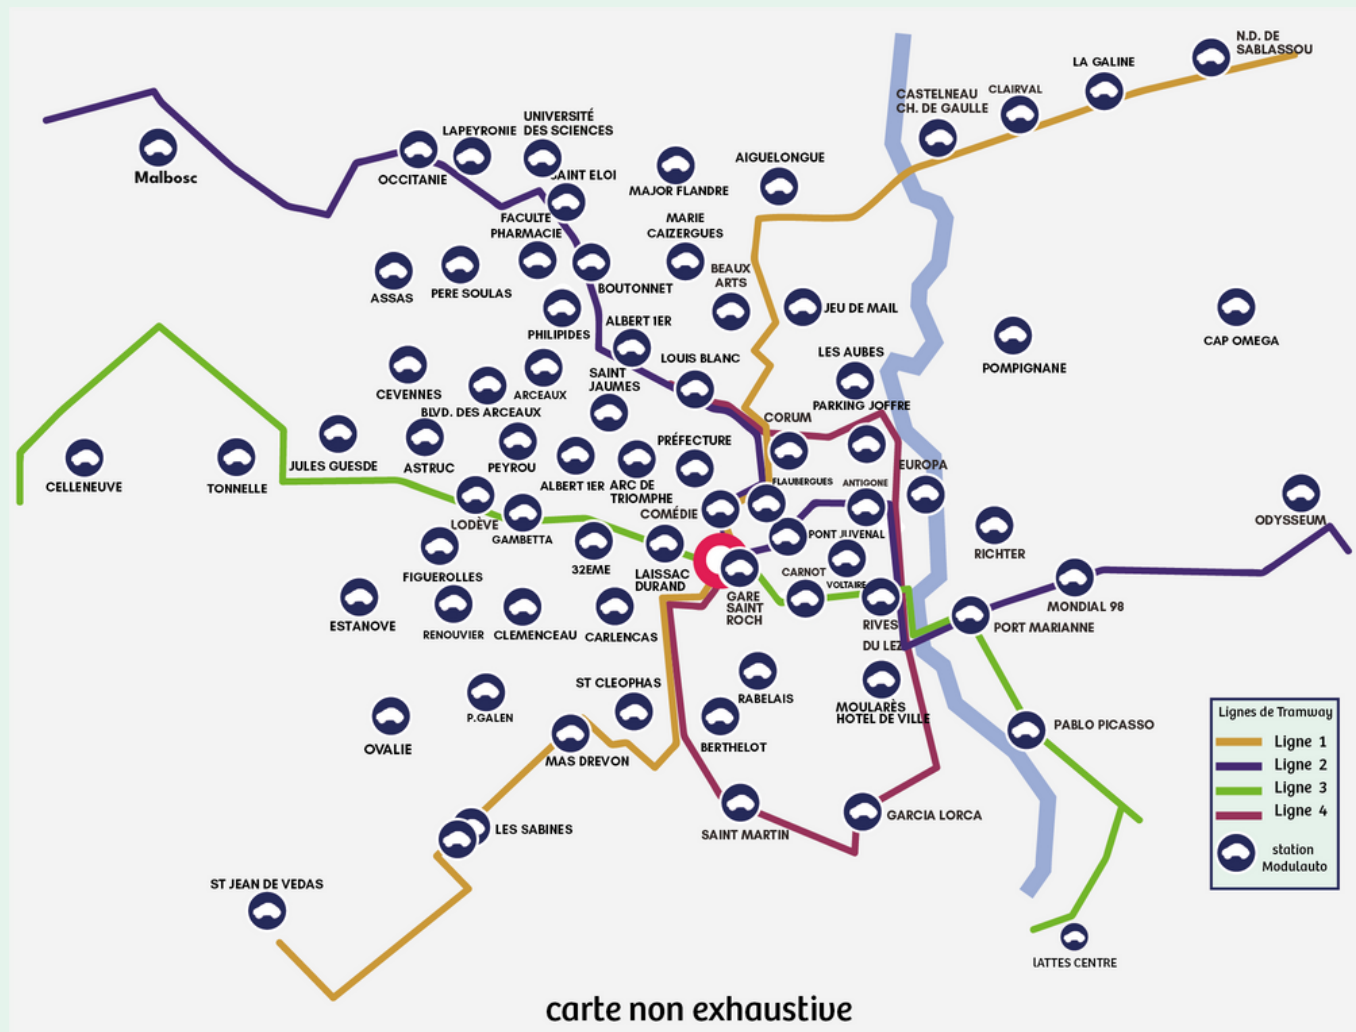 N.D. DE
SABLASSOU
LA GALINE
CLAIRVAL
CASTELNEAU
CH. DE GAULLE
UNIVERSITÉ
DES SCIENCES
LAPEYRONIE
AIGUELONGUE
Malbosc
OCCITANIE
SAINT ELOI
MAJOR FLANDRE
FACULTE
PHARMACIE
MARIE
CAIZERGUES
BEAUX
ARTS
ASSAS
PERE SOULAS
BOUTONNET
JEU DE MAIL
PHILIPIDES
ALBERT 1ER
CAP OMEGA
LOUIS BLANC
LES AUBES
POMPIGNANE
SAINT
JAUMES
CEVENNES
ARCEAUX
BLVD. DES ARCEAUX
PARKING JOFFRE
CORUM
PRÉFECTURE
JULES GUESDE
ASTRUC
PEYROU
EUROPA
CELLENEUVE
TONNELLE
ALBERT 1ER
ARC DE
TRIOMPHE
FLAUBERGUES
ANTIGONE
COMÉDIE
LODÈVE
GAMBETTA
ODYSSEUM
PONT JUVENAL
RICHTER
32EME
LAISSAC
DURAND
FIGUEROLLES
CARNOT
VOLTAIRE
GARE
SAINT
ROCH
ESTANOVE
RENOUVIER
CLEMENCEAU
CARLENCAS
RIVES
DU LEZ
MONDIAL 98
PORT MARIANNE
ST CLEOPHAS
RABELAIS
P.GALEN
MOULARÈS
HOTEL DE VILLE
OVALIE
BERTHELOT
PABLO PICASSO
MAS DREVON
Lignes de Tramway
Ligne 1
Ligne 2
Ligne 3
Ligne 4
station
Modulauto
LES SABINES
SAINT MARTIN
GARCIA LORCA
ST JEAN DE VEDAS
LATTES CENTRE
carte non exhaustive